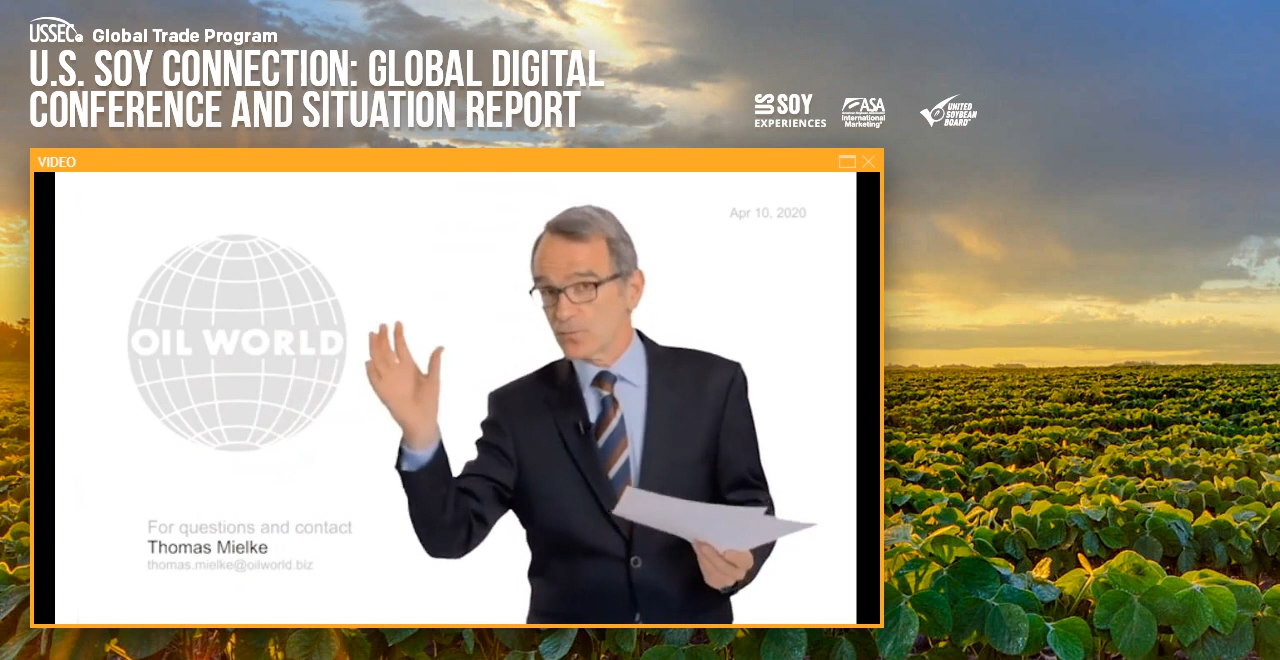 USSEC Global Trade Program
U.S. SOY CONNECTION: GLOBAL DIGITAL
CONFERENCE AND SITUATION REPORT
US SOY
EXPERIENCES
ASA
International
Marketing
UNITED
SOYBEAN
BOARD
VIDEO
Apr 10, 2020
OIL WORLD
For questions and contact
Thomas Mielke
thomas.mielke@oilworld.biz